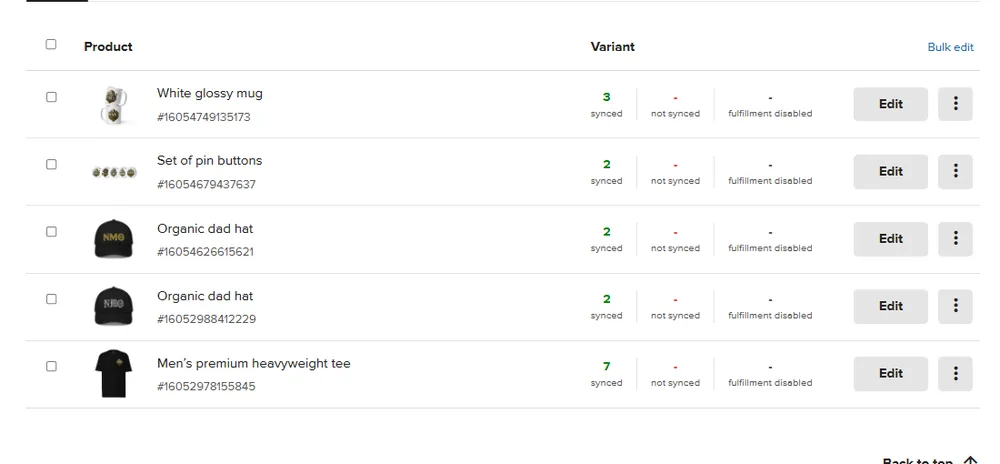 Product Variant Bulk edit
White glossy mug
#16054749135173
3 - -
synced not synced fulfillment disabled
Edit
Set of pin buttons
#16054679437637
2 - -
synced not synced fulfillment disabled
Edit
NMO
Organic dad hat
#16054626615621
2 - -
synced not synced fulfillment disabled
Edit
NMO
Organic dad hat
#16052988412229
2 - -
synced not synced fulfillment disabled
Edit
Men’s premium heavyweight tee
#16052978155845
7 - -
synced not synced fulfillment disabled
Edit
Back to top